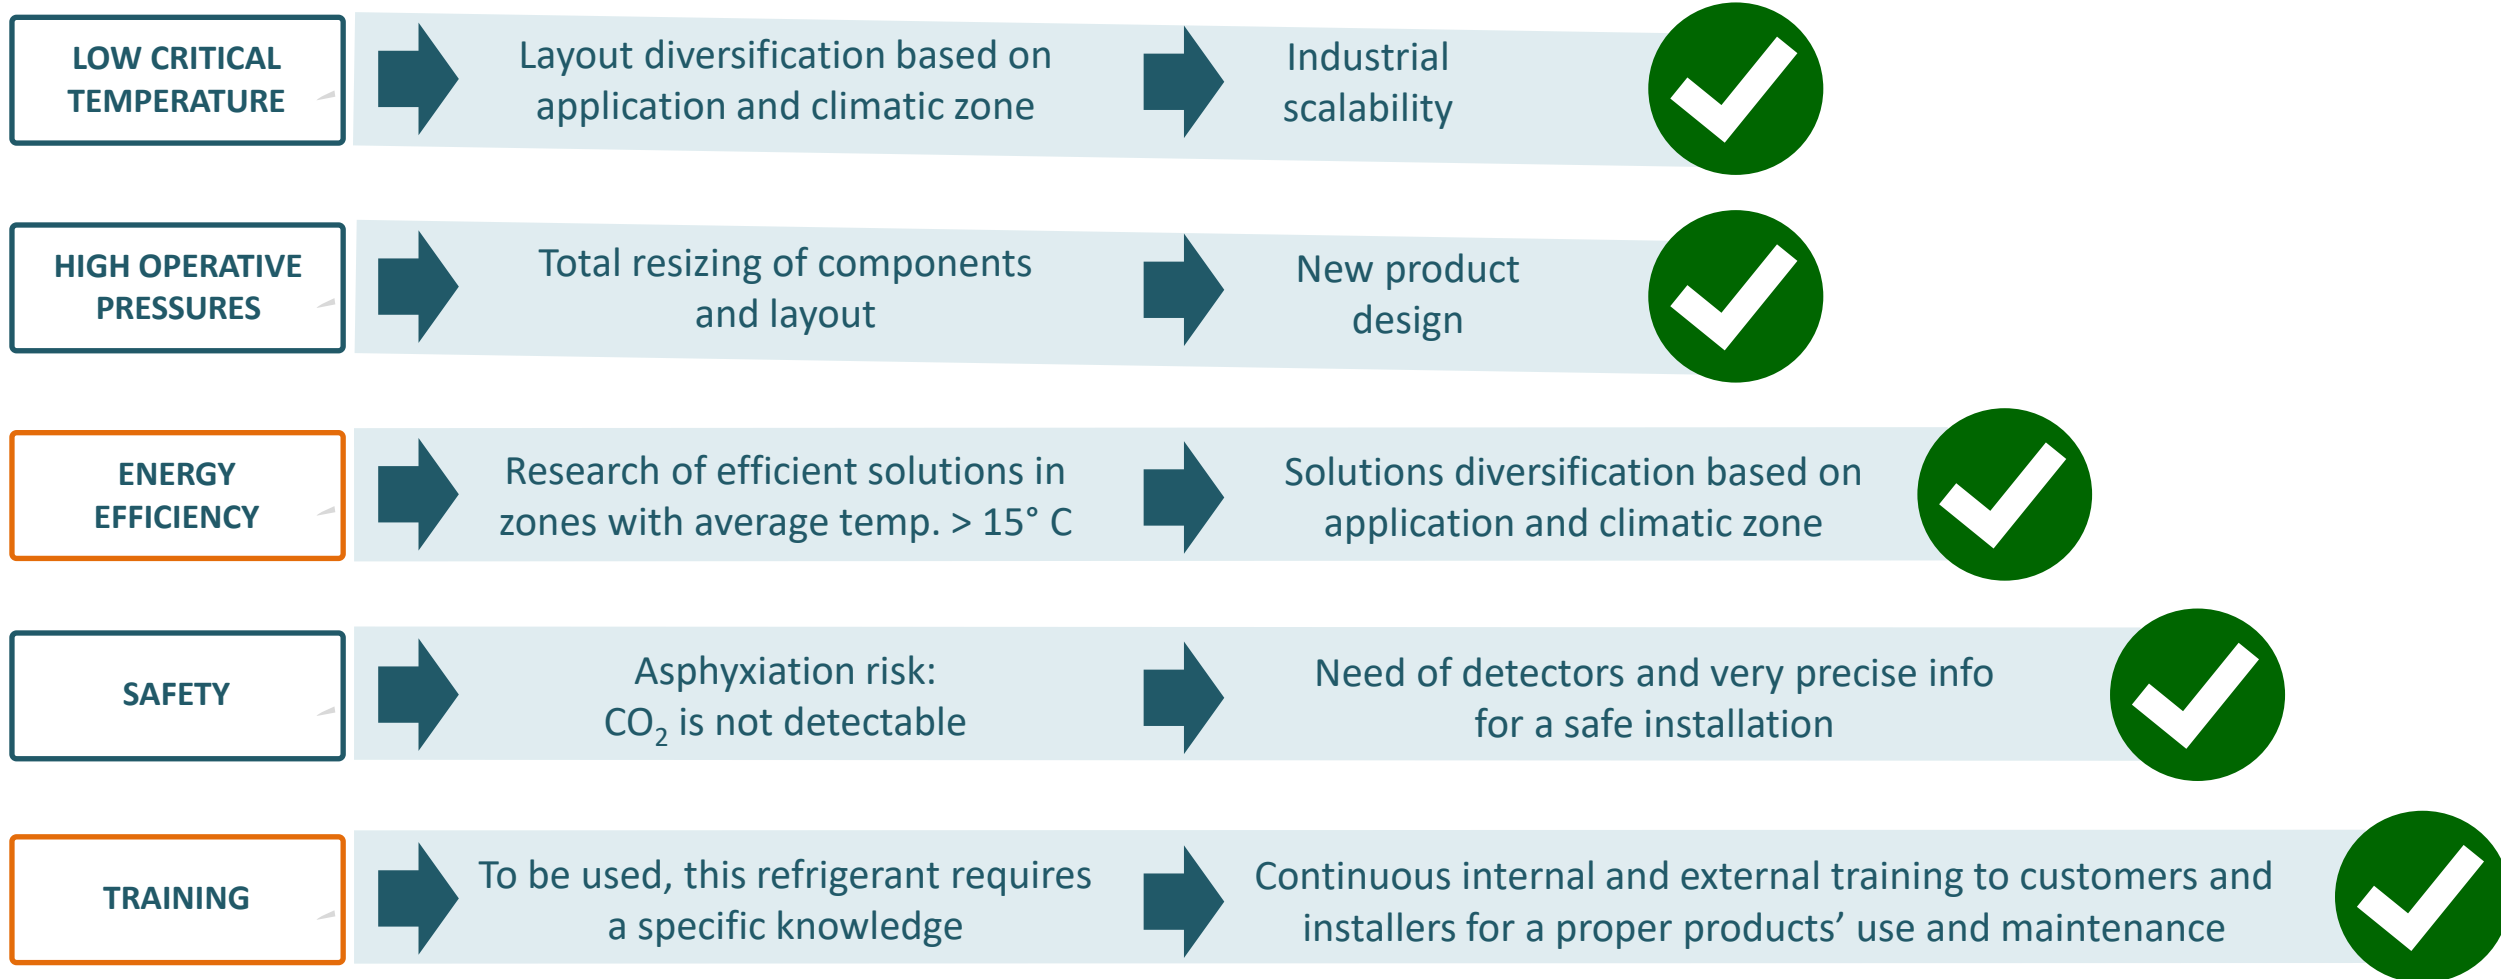 LOW CRITICAL
TEMPERATURE
Layout diversification based on
application and climatic zone
Industrial
scalability
HIGH OPERATIVE
PRESSURES
Total resizing of components
and layout
New product
design
ENERGY
EFFICIENCY
Research of efficient solutions in
zones with average temp. > 15° C
Solutions diversification based on
application and climatic zone
SAFETY
Asphyxiation risk:
CO₂ is not detectable
Need of detectors and very precise info
for a safe installation
TRAINING
To be used, this refrigerant requires
a specific knowledge
Continuous internal and external training to customers and
installers for a proper products’ use and maintenance